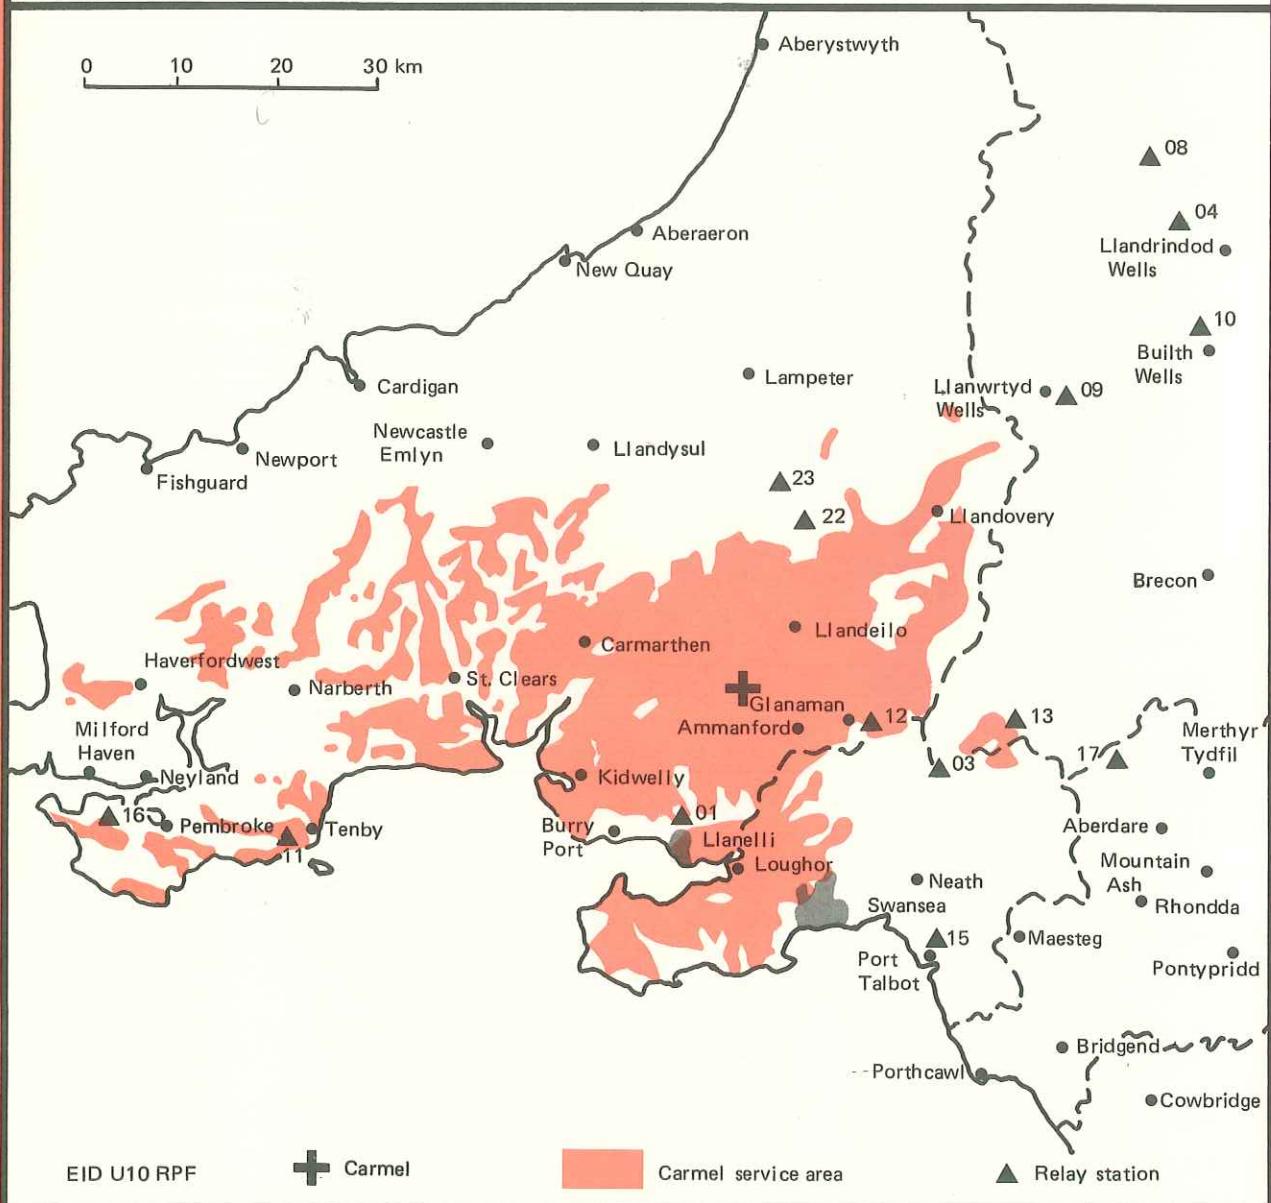 Aberystwyth
0 10 20 30 km
08
04
Aberaeron
Llandrindod
Wells
New Quay
10
Builth
Wells
Lampeter
Cardigan
Llanwrtyd
Wells
09
Newcastle
Emlyn
Llandysul
Newport
Fishguard
23
22
Llandovery
Brecon
Llandeilo
Carmarthen
Haverfordwest
St. Clears
Narberth
Glanaman
12
13
Ammanford
Milford
Haven
Merthyr
Tydfil
17
03
Neyland
Kidwelly
16
Pembroke
Tenby
11
01
Burry
Port
Llanelli
Aberdare
Loughor
Mountain
Ash
Neath
Swansea
Rhondda
15
Maesteg
Port
Talbot
Pontypridd
Bridgend
Porthcawl
Cowbridge
EID U10 RPF
Carmel
Carmel service area
Relay station